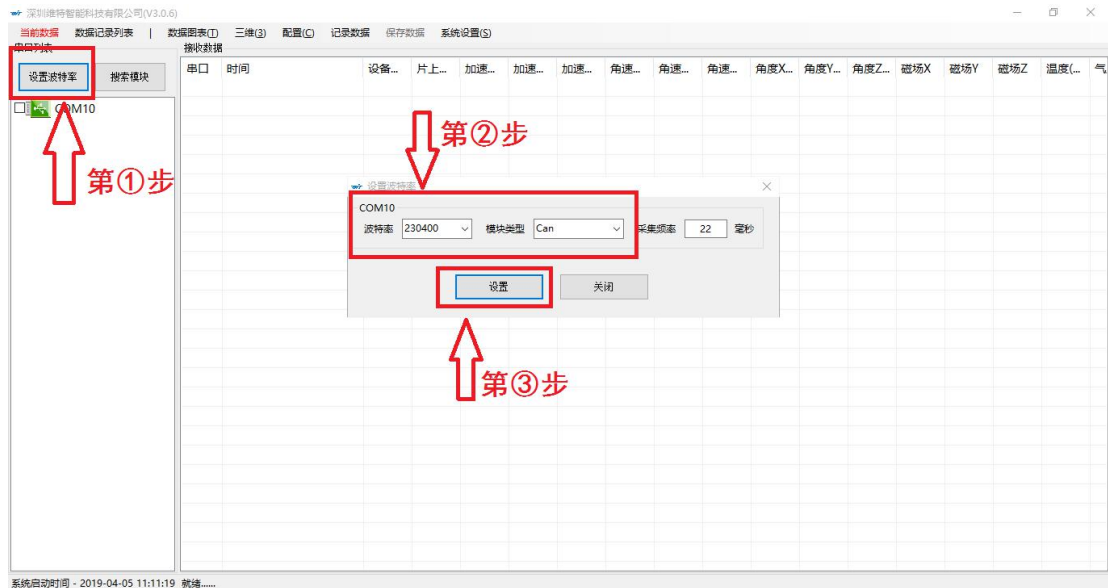 深圳维特智能科技有限公司(V3.0.6)
当前数据 数据记录列表 | 数据图表(T) 三维(3) 配置(C) 记录数据 保存数据 系统设置(S)
串口列表 接收数据
设置波特率 搜索模块
串口 时间 设备... 片上... 加速... 加速... 加速... 角速... 角速... 角速... 角度X... 角度Y... 角度Z... 磁场X 磁场Y 磁场Z 温度(... 气
COM10
第②步
第①步
设置波特率
COM10
波特率 230400 模块类型 Can 采集频率 22 毫秒
设置 关闭
第③步
系统启动时间 - 2019-04-05 11:11:19 就绪......